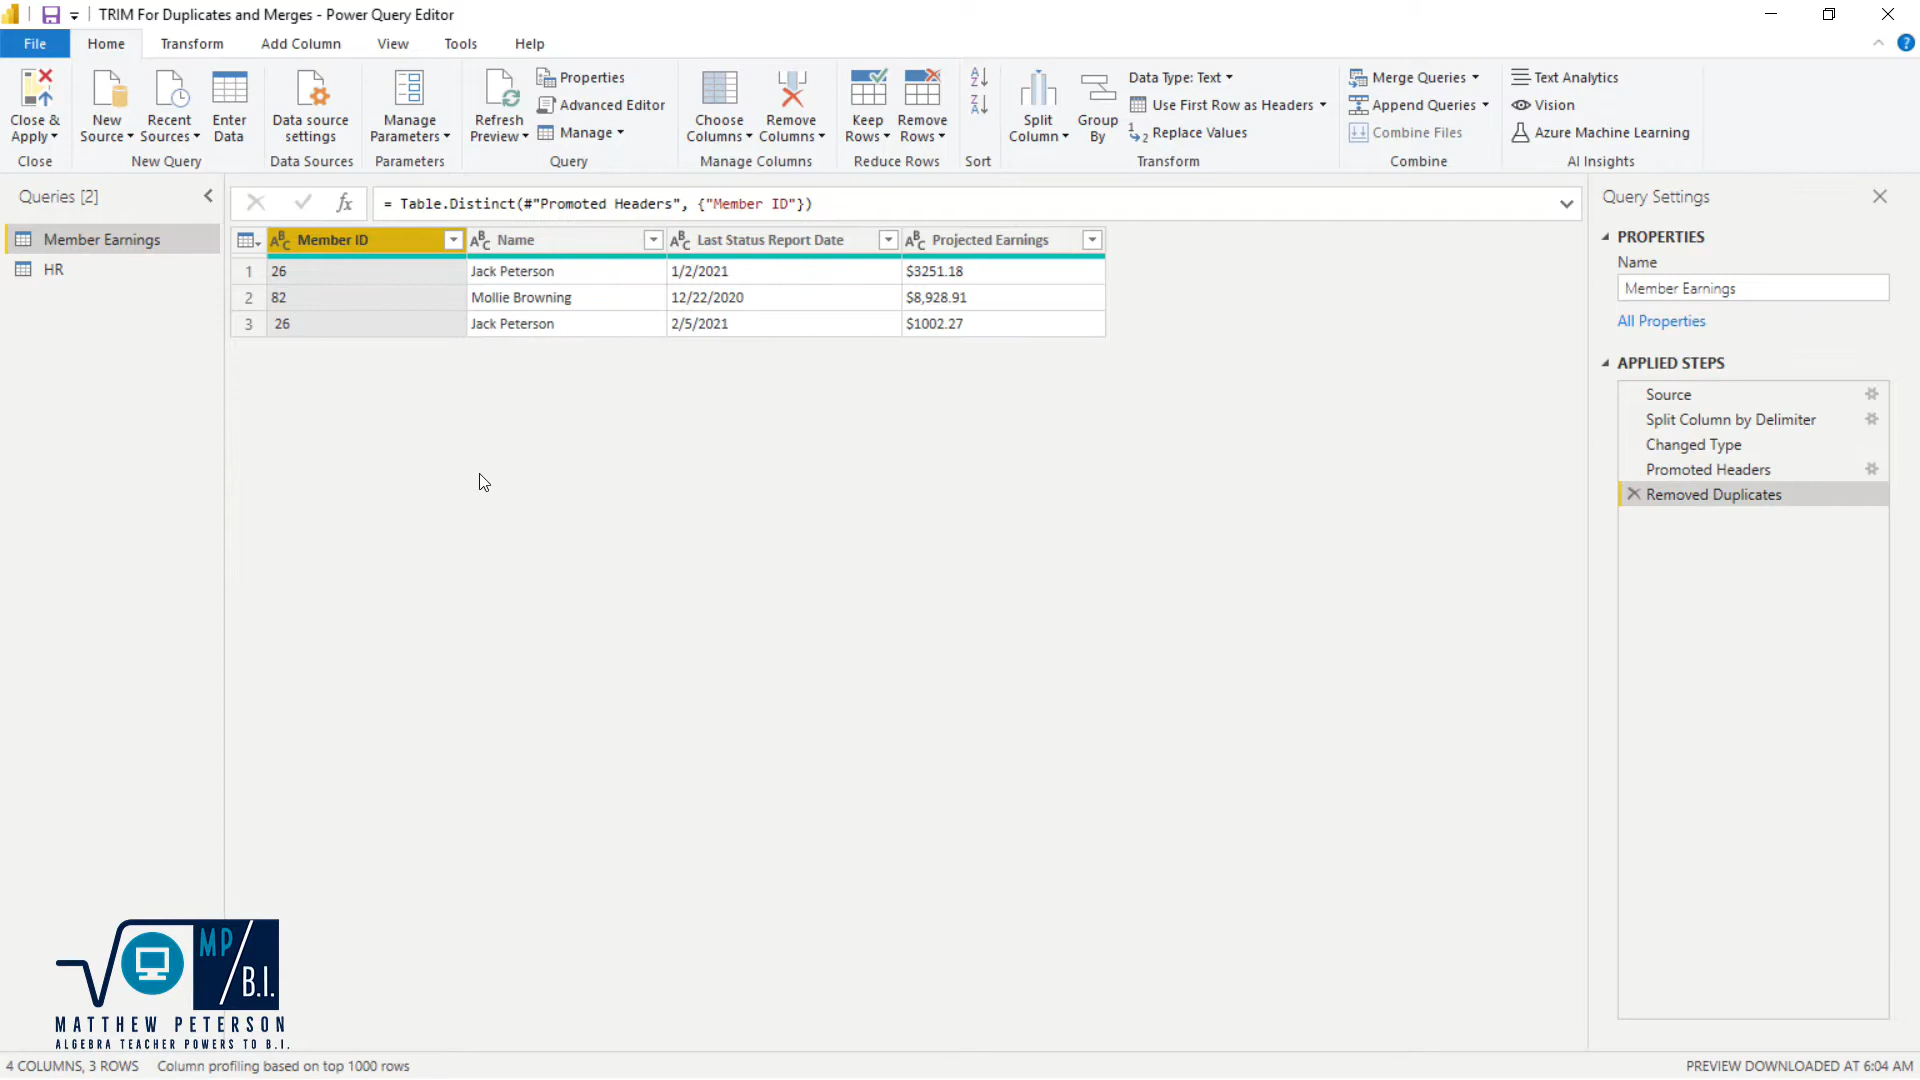 TRIM For Duplicates and Merges - Power Query Editor
File Home Transform Add Column View Tools Help
Close & Apply
Close
New Source
Recent Sources
Enter Data
New Query
Data source settings
Data Sources
Manage Parameters
Parameters
Refresh Preview
Properties
Advanced Editor
Manage
Query
Choose Columns
Remove Columns
Manage Columns
Keep Rows
Remove Rows
Reduce Rows
Sort
Split Column
Group By
Data Type: Text
Use First Row as Headers
Replace Values
Transform
Merge Queries
Append Queries
Combine Files
Combine
Text Analytics
Vision
Azure Machine Learning
AI Insights
Queries [2]
Member Earnings
HR
fx = Table.Distinct(#"Promoted Headers", {"Member ID"})
Member ID Name Last Status Report Date Projected Earnings
1 26 Jack Peterson 1/2/2021 $3251.18
2 82 Mollie Browning 12/22/2020 $8,928.91
3 26 Jack Peterson 2/5/2021 $1002.27
Query Settings
PROPERTIES
Name
Member Earnings
All Properties
APPLIED STEPS
Source
Split Column by Delimiter
Changed Type
Promoted Headers
Removed Duplicates
MP/B.I.
MATTHEW PETERSON
ALGEBRA TEACHER POWERS TO B.I.
4 COLUMNS, 3 ROWS Column profiling based on top 1000 rows
PREVIEW DOWNLOADED AT 6:04 AM